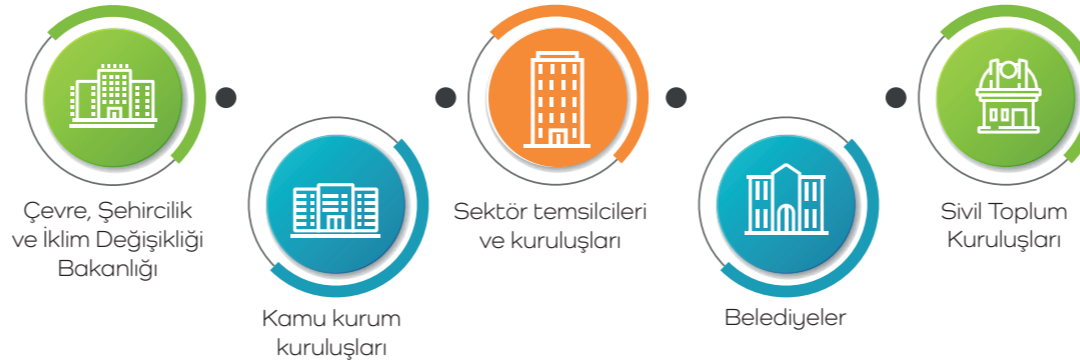 Çevre, Şehircilik
ve İklim Değişikliği
Bakanlığı
Kamu kurum
kuruluşları
Sektör temsilcileri
ve kuruluşları
Belediyeler
Sivil Toplum
Kuruluşları